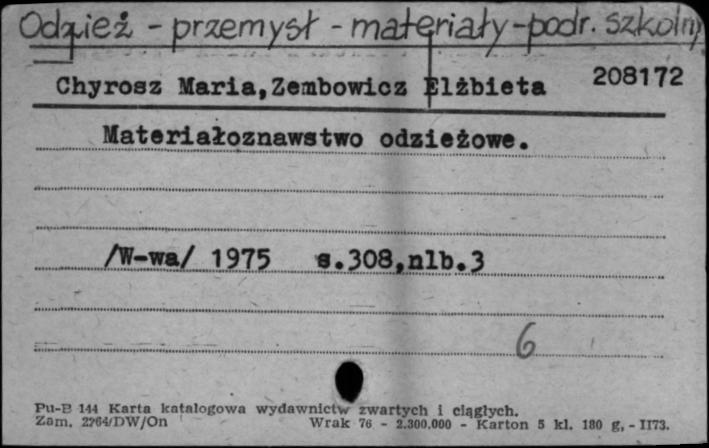 Odzież - przemysł - materiały - podr. szkolny
Chyrosz Maria, Zembowicz Elżbieta 208172
Materiałoznawstwo odzieżowe.
/W-wa/ 1975 s.308,nlb.3
6
Pu-B 144 Karta katalogowa wydawnictw zwartych i ciągłych.
Zam. 2764/DW/On Wrak 76 - 2.300.000 - Karton 5 kl. 180 g, - II73.